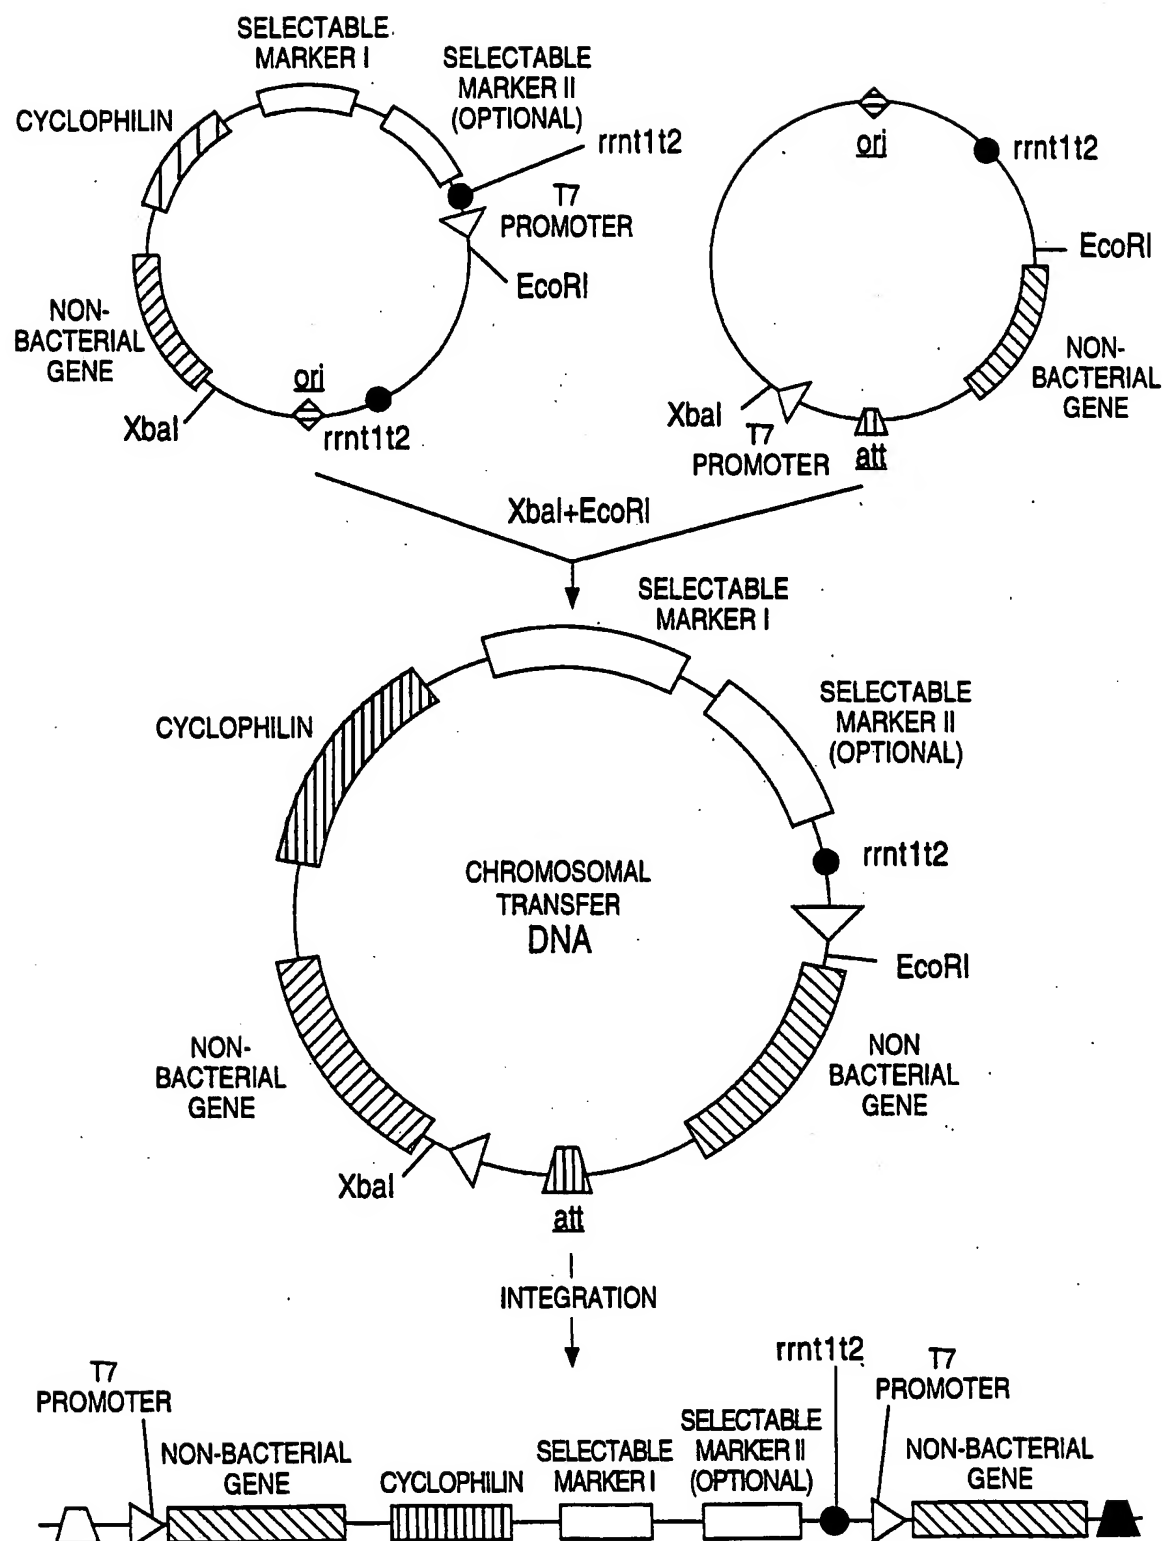 SELECTABLE
MARKER I
SELECTABLE
MARKER II
(OPTIONAL)
CYCLOPHILIN
rrnt1t2
T7
PROMOTER
EcoRI
NON-
BACTERIAL
GENE
ori
XbaI
rrnt1t2
ori
rrnt1t2
EcoRI
NON-
BACTERIAL
GENE
XbaI
T7
PROMOTER
att
XbaI+EcoRI
SELECTABLE
MARKER I
SELECTABLE
MARKER II
(OPTIONAL)
CYCLOPHILIN
rrnt1t2
CHROMOSOMAL
TRANSFER
DNA
EcoRI
NON-
BACTERIAL
GENE
NON
BACTERIAL
GENE
XbaI
att
INTEGRATION
T7
PROMOTER
NON-BACTERIAL
GENE
CYCLOPHILIN
SELECTABLE
MARKER I
SELECTABLE
MARKER II
(OPTIONAL)
rrnt1t2
T7
PROMOTER
NON-BACTERIAL
GENE